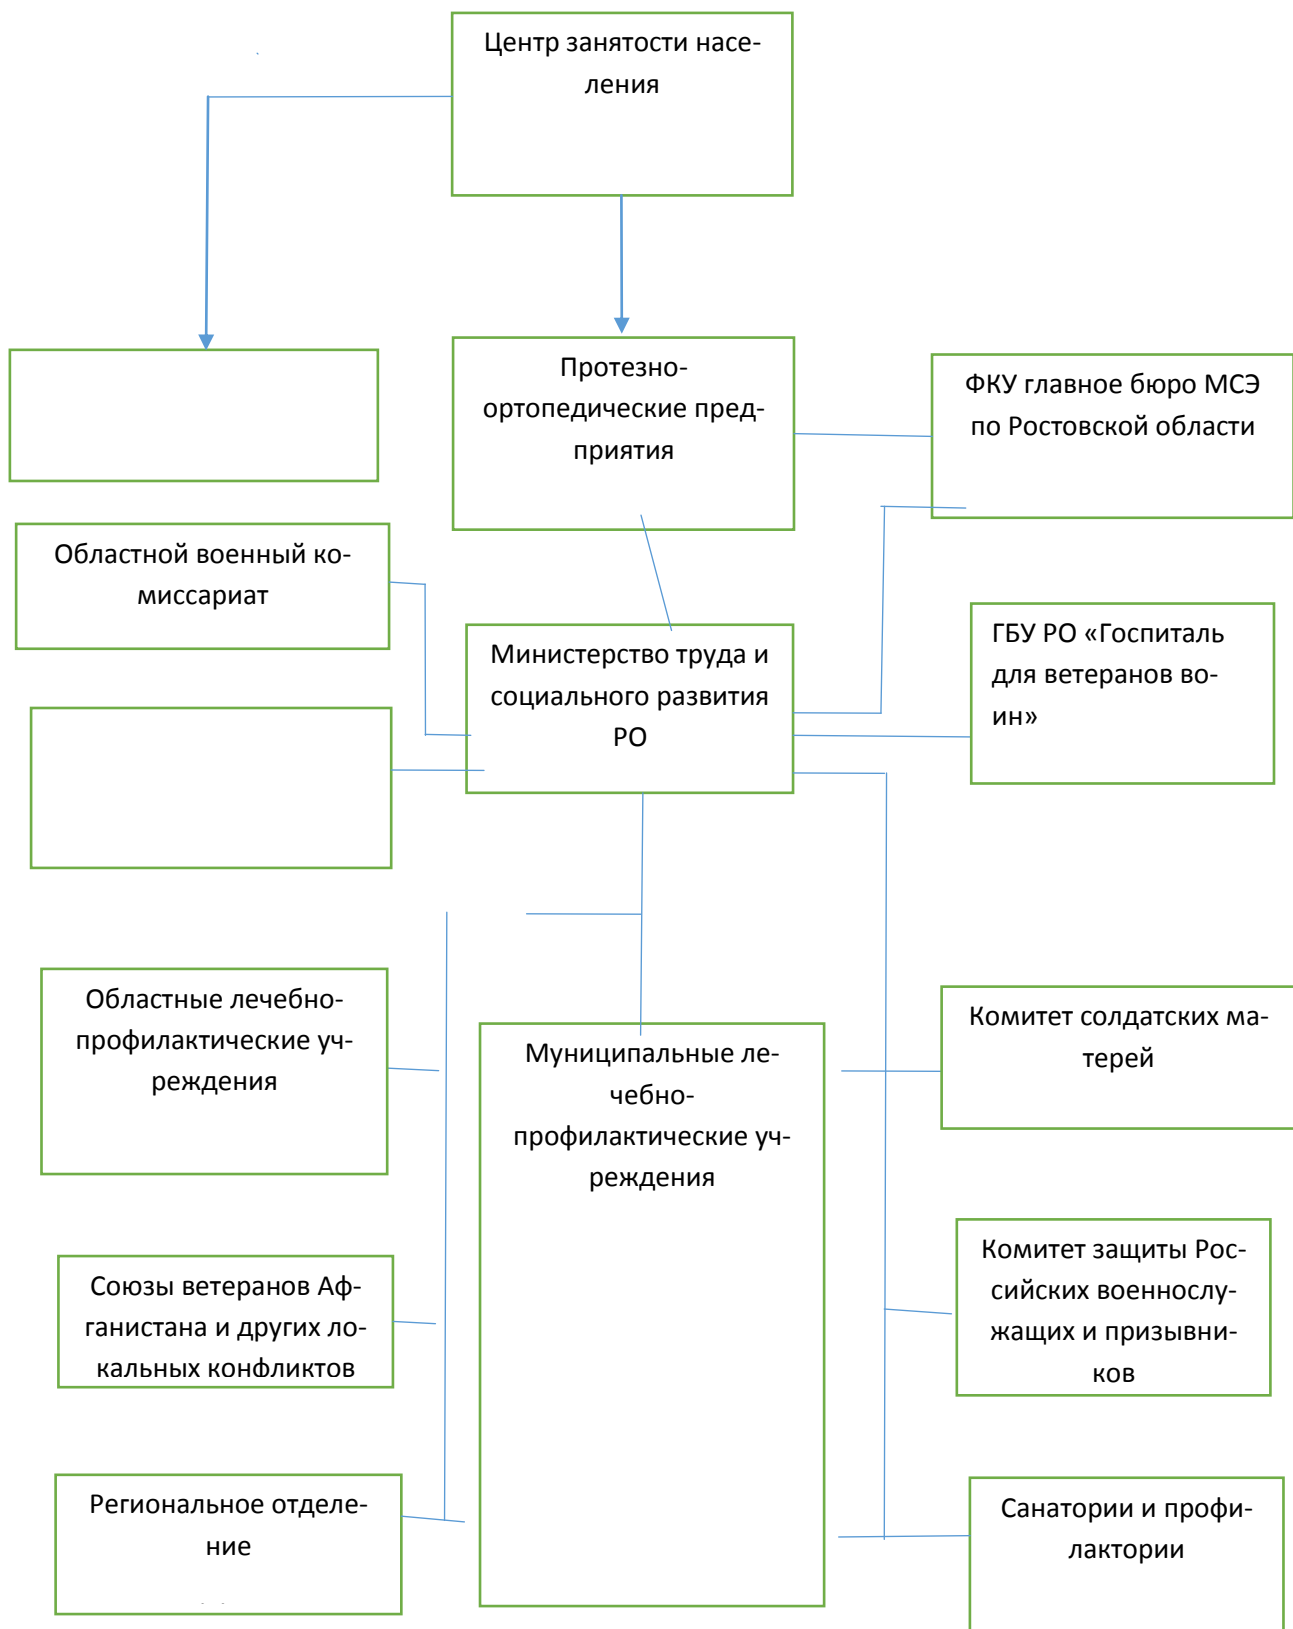 Центр занятости насе-
ления
Протезно-
ортопедические пред-
приятия
ФКУ главное бюро МСЭ
по Ростовской области
Областной военный ко-
миссариат
Министерство труда и
социального развития
РО
ГБУ РО «Госпиталь
для ветеранов во-
ин»
Областные лечебно-
профилактические уч-
реждения
Муниципальные ле-
чебно-
профилактические уч-
реждения
Комитет солдатских ма-
терей
Союзы ветеранов Аф-
ганистана и других ло-
кальных конфликтов
Комитет защиты Рос-
сийских военнослу-
жащих и призывни-
ков
Региональное отделе-
ние
Санатории и профи-
лактории